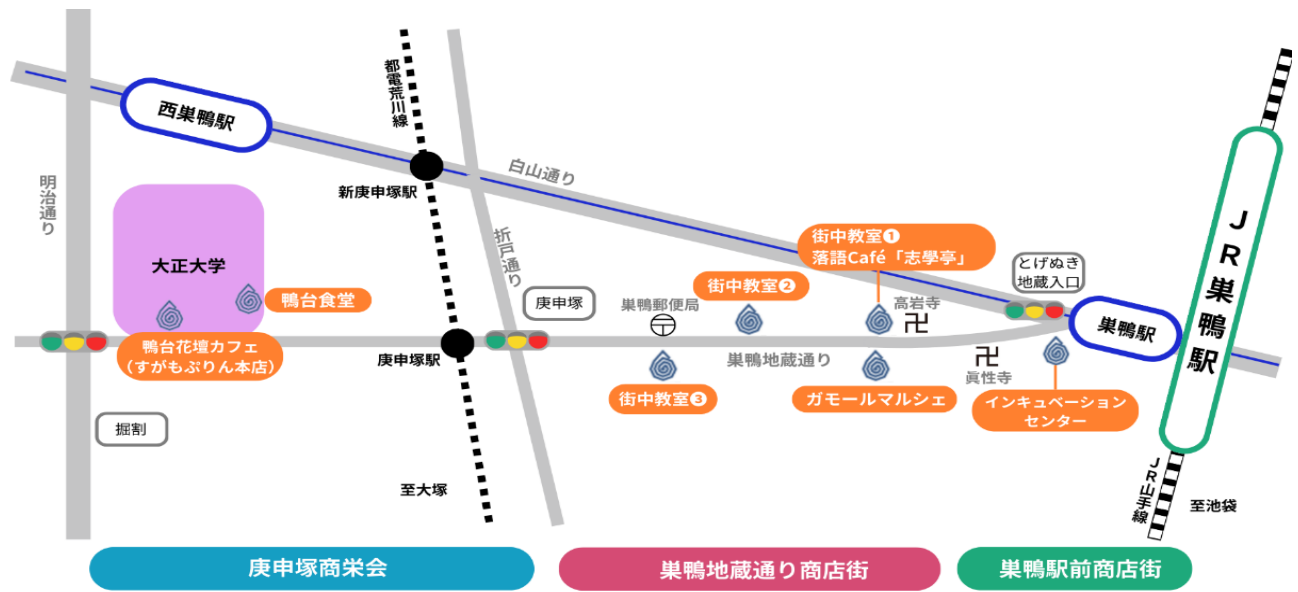 西巣鴨駅
都電荒川線
明治通り
新庚申塚駅
白山通り
折戸通り
大正大学
鴨台食堂
鴨台花壇カフェ
（すがもぷりん本店）
掘割
庚申塚駅
庚申塚
至大塚
巣鴨郵便局
街中教室❷
街中教室❶
落語Café「志學亭」
高岩寺
とげぬき
地蔵入口
巣鴨駅
JR巣鴨駅
巣鴨地蔵通り
街中教室❸
ガモールマルシェ
眞性寺
インキュベーション
センター
JR山手線
至池袋
庚申塚商栄会
巣鴨地蔵通り商店街
巣鴨駅前商店街